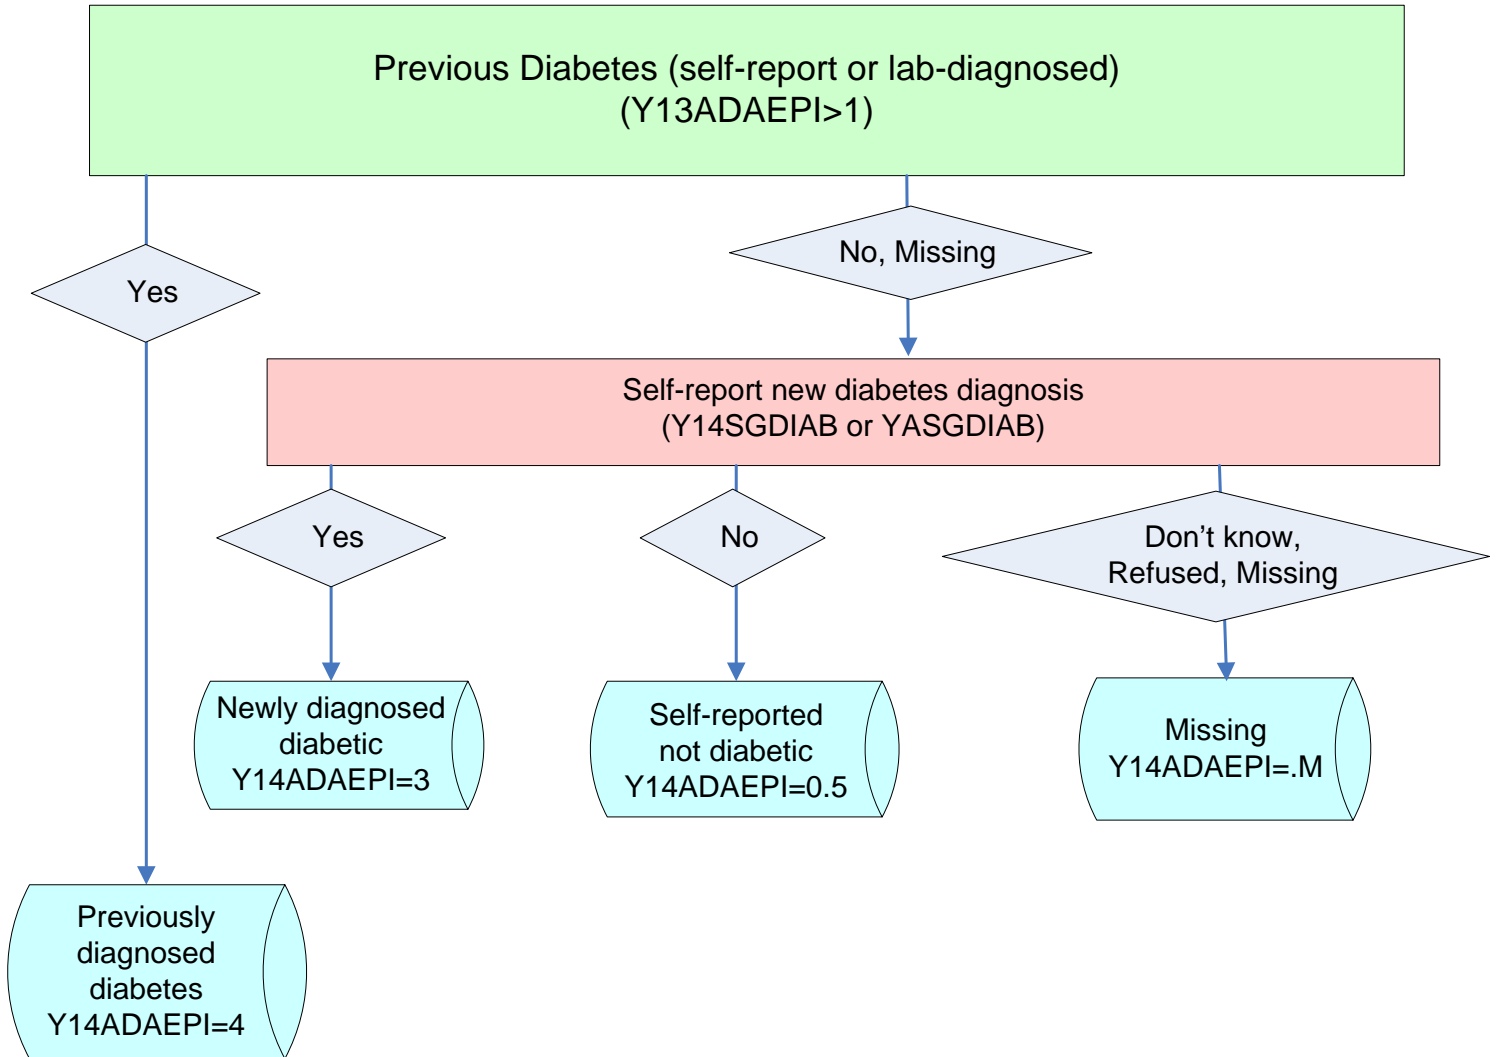 Previous Diabetes (self-report or lab-diagnosed)
(Y13ADAEPI>1)
Yes
No, Missing
Self-report new diabetes diagnosis
(Y14SGDIAB or YASGDIAB)
Yes
No
Don’t know,
Refused, Missing
Newly diagnosed
diabetic
Y14ADAEPI=3
Self-reported
not diabetic
Y14ADAEPI=0.5
Missing
Y14ADAEPI=.M
Previously
diagnosed
diabetes
Y14ADAEPI=4